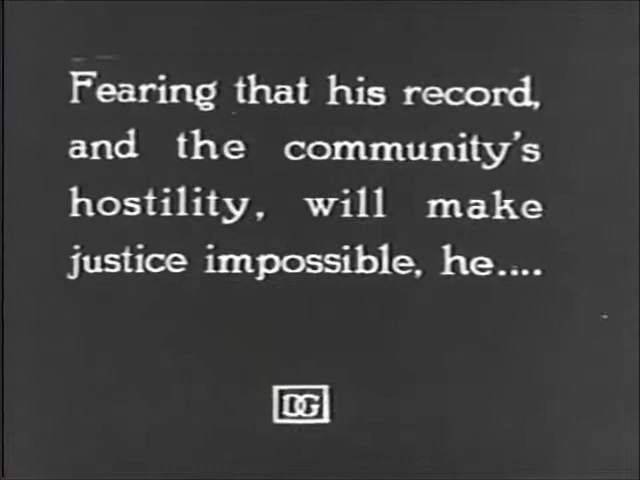 Fearing that his record,
and the community's
hostility, will make
justice impossible, he....
DG